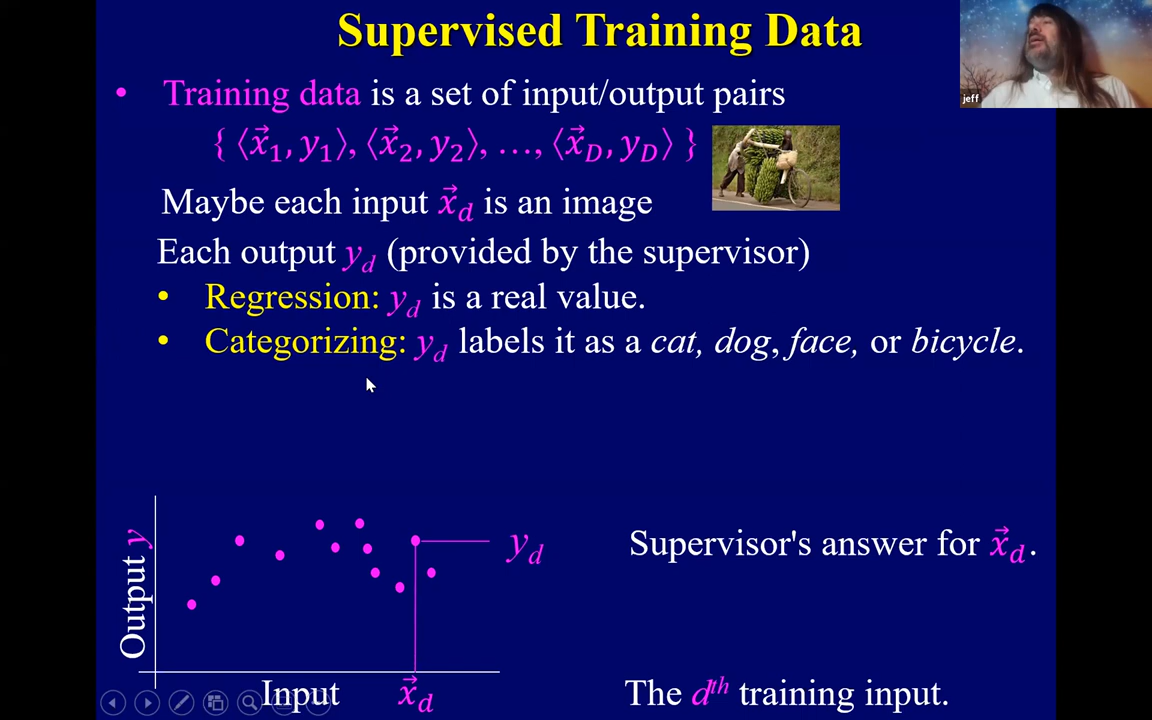 Supervised Training Data
jeff
• Training data is a set of input/output pairs
{ ⟨x⃗₁, y₁⟩, ⟨x⃗₂, y₂⟩, …, ⟨x⃗_D, y_D⟩ }
Maybe each input x⃗_d is an image
Each output y_d (provided by the supervisor)
• Regression: y_d is a real value.
• Categorizing: y_d labels it as a cat, dog, face, or bicycle.
Output y
y_d
Supervisor's answer for x⃗_d.
Input
x⃗_d
The dᵗʰ training input.